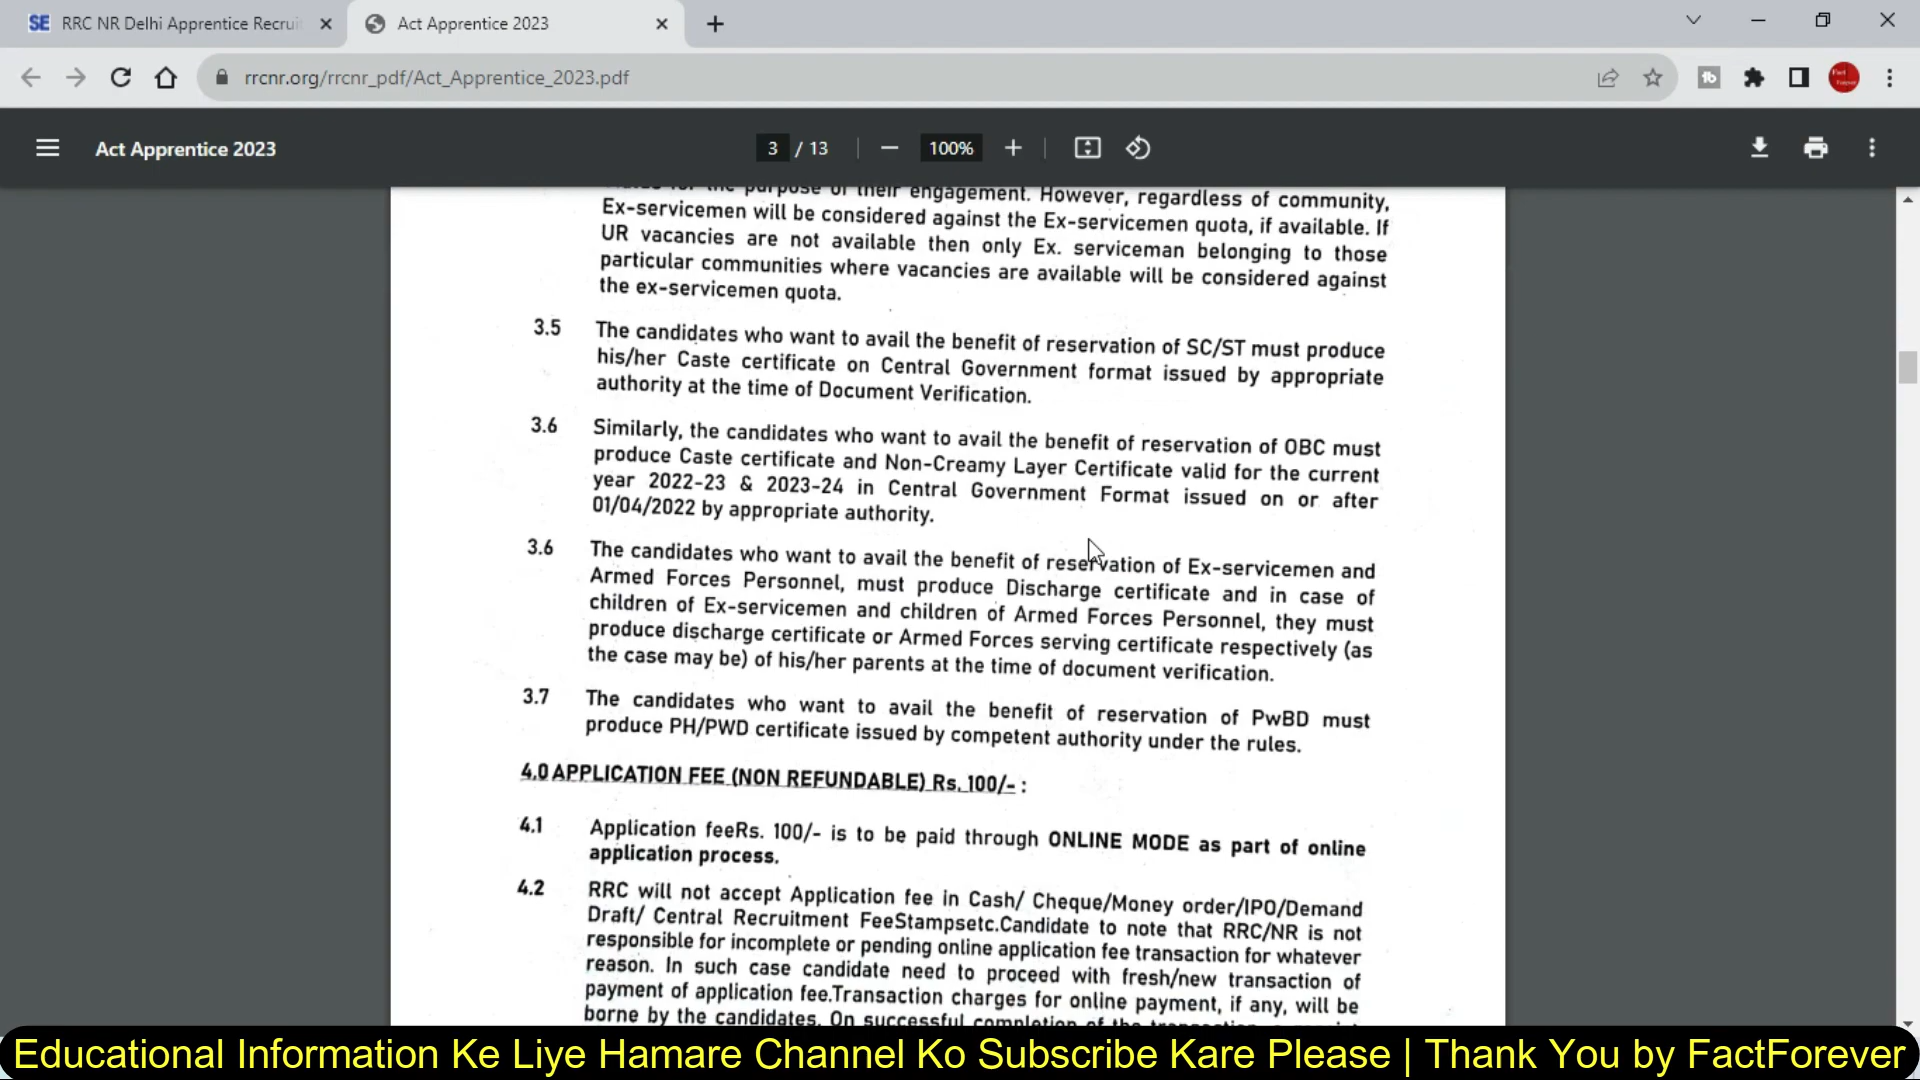 SE RRC NR Delhi Apprentice Recruit
Act Apprentice 2023
rrcnr.org/rrcnr_pdf/Act_Apprentice_2023.pdf
Act Apprentice 2023
3 / 13
100%
for the purpose of their engagement. However, regardless of community,
Ex-servicemen will be considered against the Ex-servicemen quota, if available. If
UR vacancies are not available then only Ex. serviceman belonging to those
particular communities where vacancies are available will be considered against
the ex-servicemen quota.
3.5 The candidates who want to avail the benefit of reservation of SC/ST must produce
his/her Caste certificate on Central Government format issued by appropriate
authority at the time of Document Verification.
3.6 Similarly, the candidates who want to avail the benefit of reservation of OBC must
produce Caste certificate and Non-Creamy Layer Certificate valid for the current
year 2022-23 & 2023-24 in Central Government Format issued on or after
01/04/2022 by appropriate authority.
3.6 The candidates who want to avail the benefit of reservation of Ex-servicemen and
Armed Forces Personnel, must produce Discharge certificate and in case of
children of Ex-servicemen and children of Armed Forces Personnel, they must
produce discharge certificate or Armed Forces serving certificate respectively (as
the case may be) of his/her parents at the time of document verification.
3.7 The candidates who want to avail the benefit of reservation of PwBD must
produce PH/PWD certificate issued by competent authority under the rules.
4.0 APPLICATION FEE (NON REFUNDABLE) Rs. 100/- :
4.1 Application feeRs. 100/- is to be paid through ONLINE MODE as part of online
application process.
4.2 RRC will not accept Application fee in Cash/ Cheque/Money order/IPO/Demand
Draft/ Central Recruitment FeeStampsetc.Candidate to note that RRC/NR is not
responsible for incomplete or pending online application fee transaction for whatever
reason. In such case candidate need to proceed with fresh/new transaction of
payment of application fee.Transaction charges for online payment, if any, will be
borne by the candidates. On successful completion of the
Educational Information Ke Liye Hamare Channel Ko Subscribe Kare Please | Thank You by FactForever